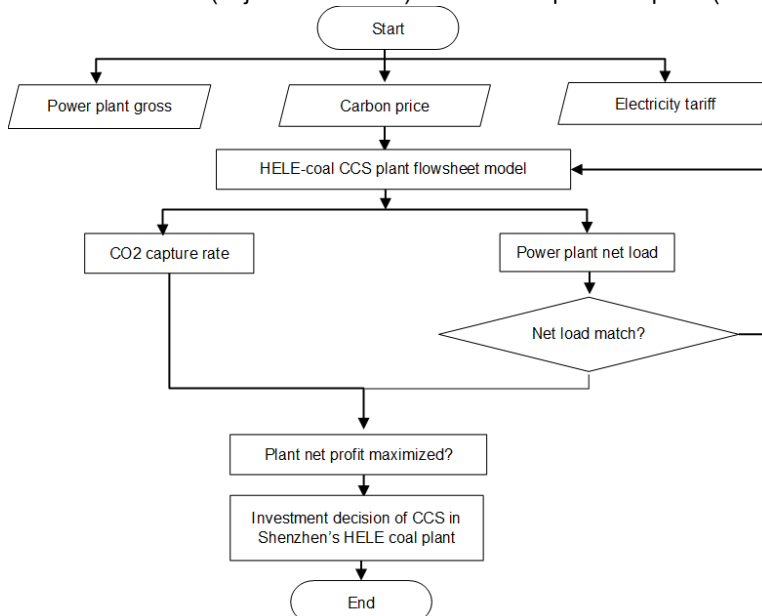 Start
Power plant gross
Carbon price
Electricity tariff
HELE-coal CCS plant flowsheet model
CO2 capture rate
Power plant net load
Net load match?
Plant net profit maximized?
Investment decision of CCS in
Shenzhen's HELE coal plant
End